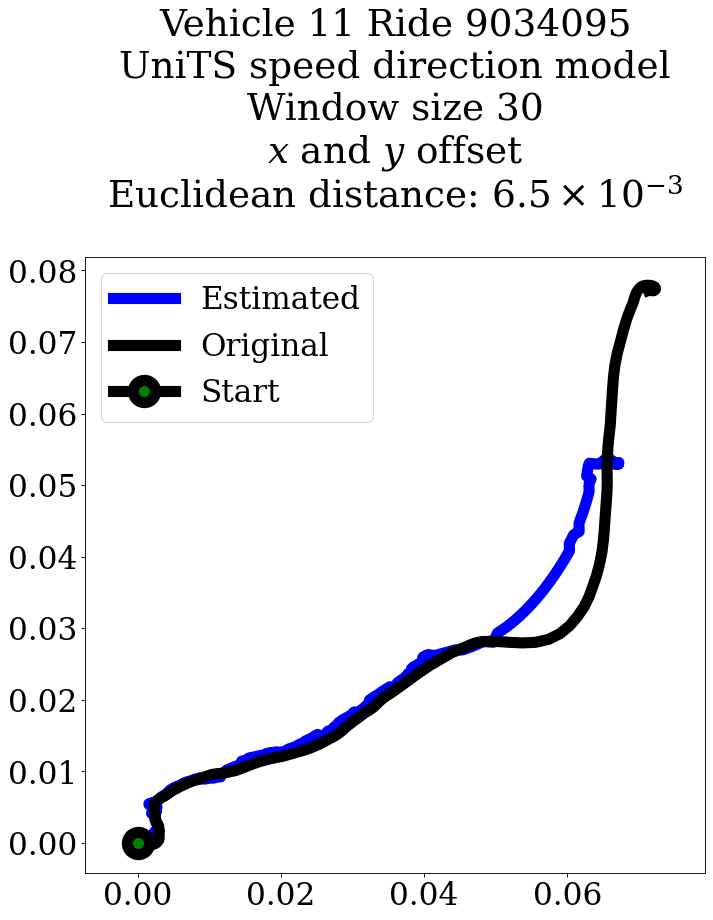 Vehicle 11 Ride 9034095
UniTS speed direction model
Window size 30
x and y offset
Euclidean distance: 6.5 × 10⁻³
Estimated
Original
Start
0.08
0.07
0.06
0.05
0.04
0.03
0.02
0.01
0.00
0.00 0.02 0.04 0.06